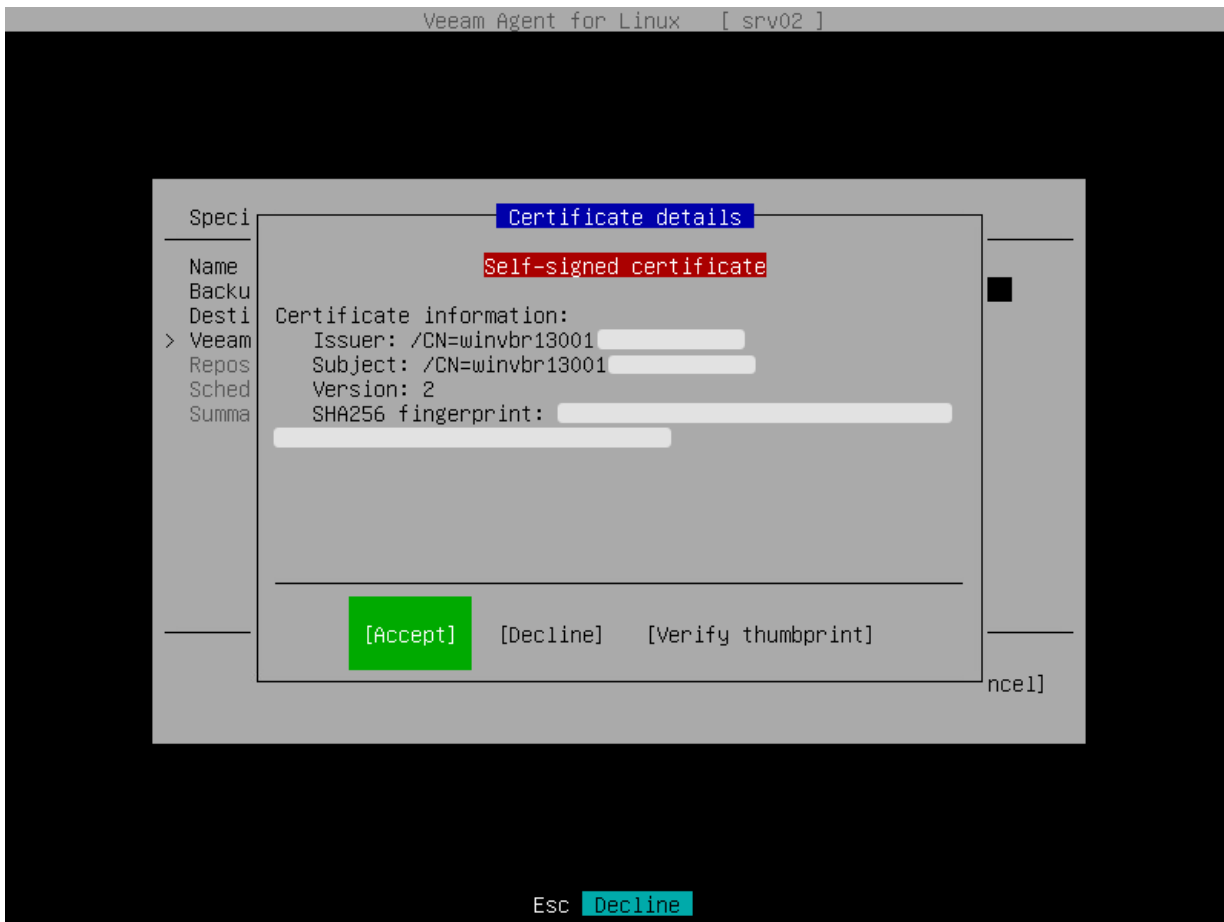 Veeam Agent for Linux [ srv02 ]
Speci
Certificate details
Name
Self-signed certificate
Backu
Desti
Certificate information:
> Veeam
Issuer: /CN=winvbr13001
Repos
Subject: /CN=winvbr13001
Sched
Version: 2
Summa
SHA256 fingerprint:
[Accept] [Decline] [Verify thumbprint]
ncel]
Esc Decline